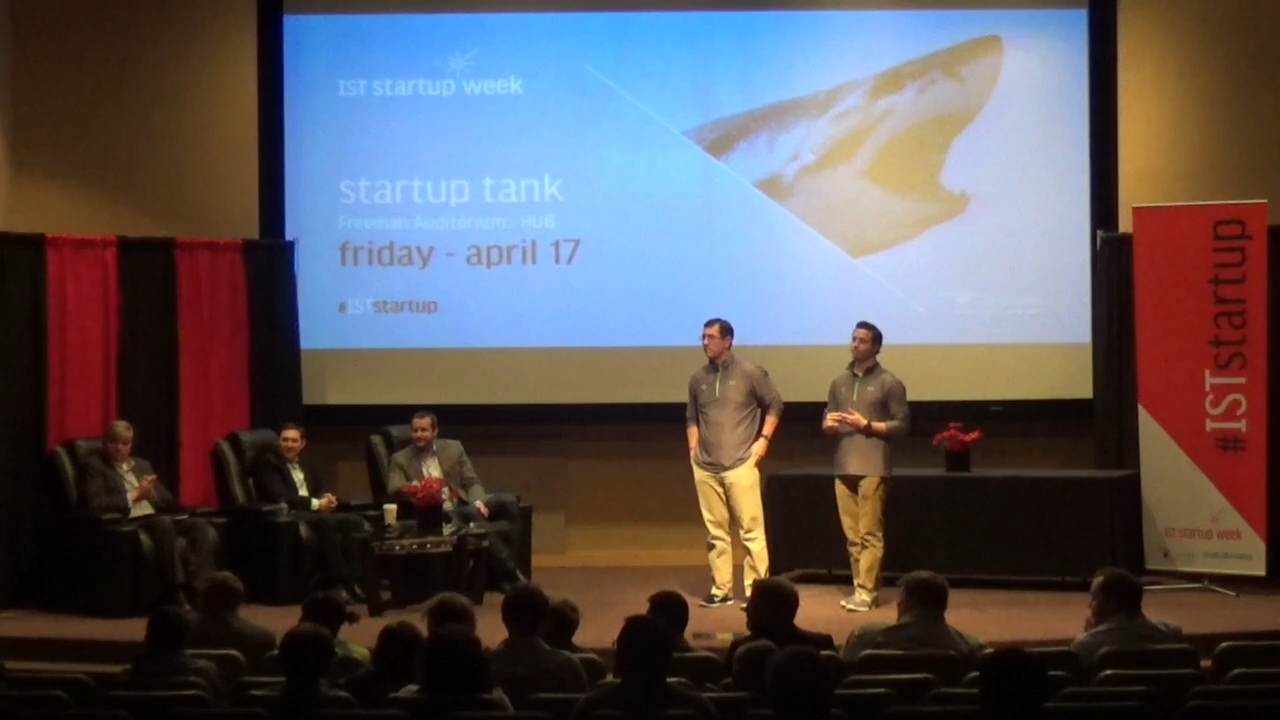 IST startup week
startup tank
Freeman Auditorium - HUB
friday - april 17
#ISTstartup
#ISTstartup
IST startup week